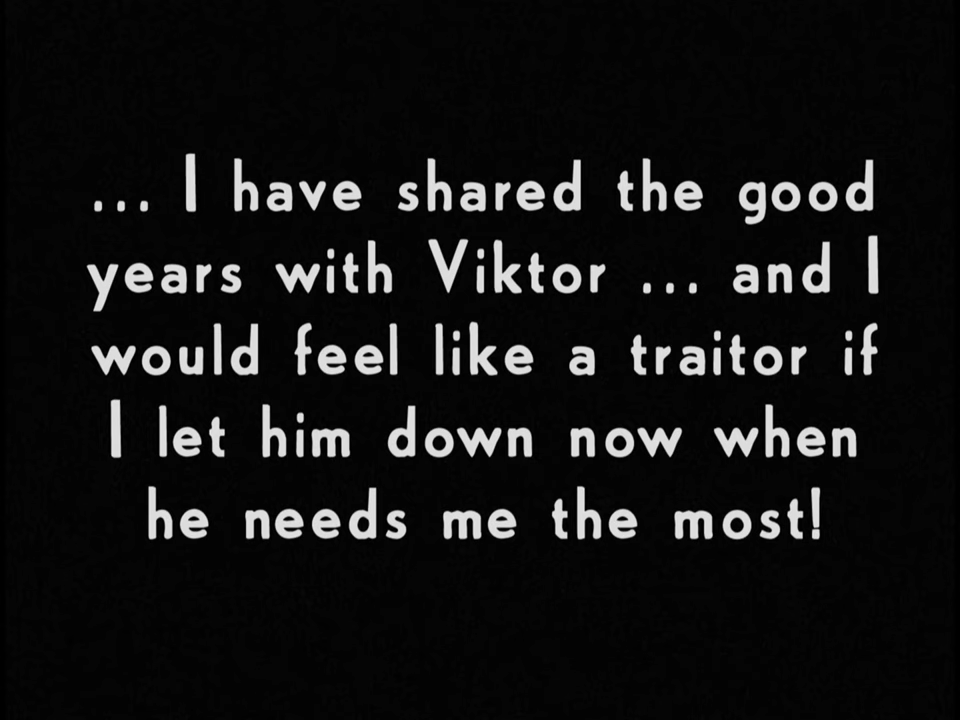 ... I have shared the good
years with Viktor ... and I
would feel like a traitor if
I let him down now when
he needs me the most!